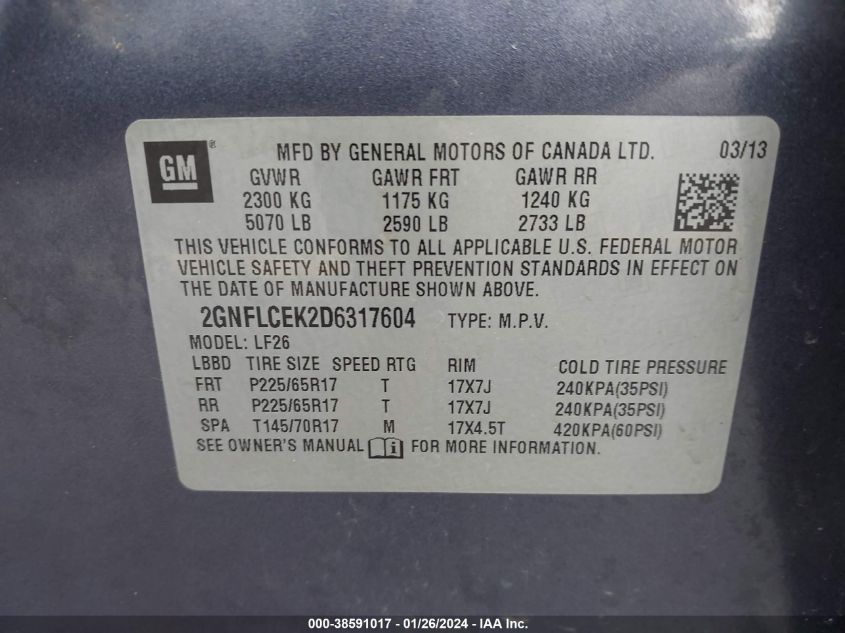 GM ®
MFD BY GENERAL MOTORS OF CANADA LTD. 03/13
GVWR GAWR FRT GAWR RR
2300 KG 1175 KG 1240 KG
5070 LB 2590 LB 2733 LB
THIS VEHICLE CONFORMS TO ALL APPLICABLE U.S. FEDERAL MOTOR
VEHICLE SAFETY AND THEFT PREVENTION STANDARDS IN EFFECT ON
THE DATE OF MANUFACTURE SHOWN ABOVE.
2GNFLCEK2D6317604 TYPE: M.P.V.
MODEL: LF26
LBBD TIRE SIZE SPEED RTG RIM COLD TIRE PRESSURE
FRT P225/65R17 T 17X7J 240KPA(35PSI)
RR P225/65R17 T 17X7J 240KPA(35PSI)
SPA T145/70R17 M 17X4.5T 420KPA(60PSI)
SEE OWNER'S MANUAL i FOR MORE INFORMATION.
000-38591017 - 01/26/2024 - IAA Inc.